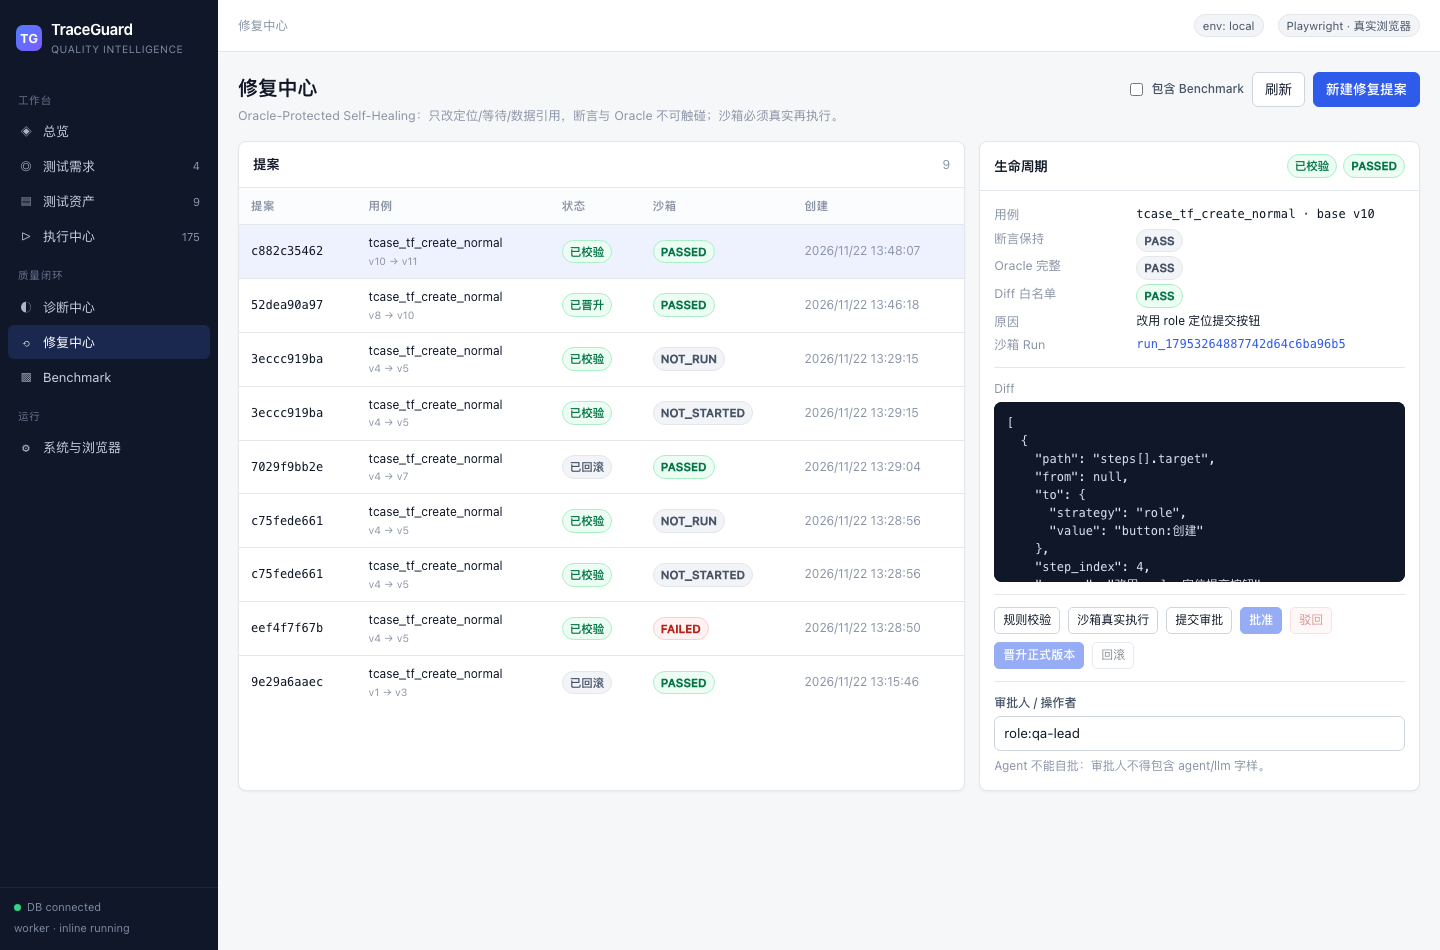 TG
TraceGuard
QUALITY INTELLIGENCE
工作台
总览
测试需求 4
测试资产 9
执行中心 175
质量闭环
诊断中心
修复中心
Benchmark
运行
系统与浏览器
DB connected
worker · inline running
修复中心
env: local
Playwright · 真实浏览器
修复中心
Oracle-Protected Self-Healing：只改定位/等待/数据引用，断言与 Oracle 不可触碰；沙箱必须真实再执行。
包含 Benchmark
刷新
新建修复提案
提案 9
提案 用例 状态 沙箱 创建
c882c35462 tcase_tf_create_normal 已校验 PASSED 2026/11/22 13:48:07
v10 → v11
52dea90a97 tcase_tf_create_normal 已晋升 PASSED 2026/11/22 13:46:18
v8 → v10
3eccc919ba tcase_tf_create_normal 已校验 NOT_RUN 2026/11/22 13:29:15
v4 → v5
3eccc919ba tcase_tf_create_normal 已校验 NOT_STARTED 2026/11/22 13:29:15
v4 → v5
7029f9bb2e tcase_tf_create_normal 已回滚 PASSED 2026/11/22 13:29:04
v4 → v7
c75fede661 tcase_tf_create_normal 已校验 NOT_RUN 2026/11/22 13:28:56
v4 → v5
c75fede661 tcase_tf_create_normal 已校验 NOT_STARTED 2026/11/22 13:28:56
v4 → v5
eef4f7f67b tcase_tf_create_normal 已校验 FAILED 2026/11/22 13:28:50
v4 → v5
9e29a6aaec tcase_tf_create_normal 已回滚 PASSED 2026/11/22 13:15:46
v1 → v3
生命周期 已校验 PASSED
用例 tcase_tf_create_normal · base v10
断言保持 PASS
Oracle 完整 PASS
Diff 白名单 PASS
原因 改用 role 定位提交按钮
沙箱 Run run_17953264887742d64c6ba96b5
Diff
[
{
"path": "steps[].target",
"from": null,
"to": {
"strategy": "role",
"value": "button:创建"
},
"step_index": 4,
规则校验 沙箱真实执行 提交审批 批准 驳回
晋升正式版本 回滚
审批人 / 操作者
role:qa-lead
Agent 不能自批：审批人不得包含 agent/llm 字样。